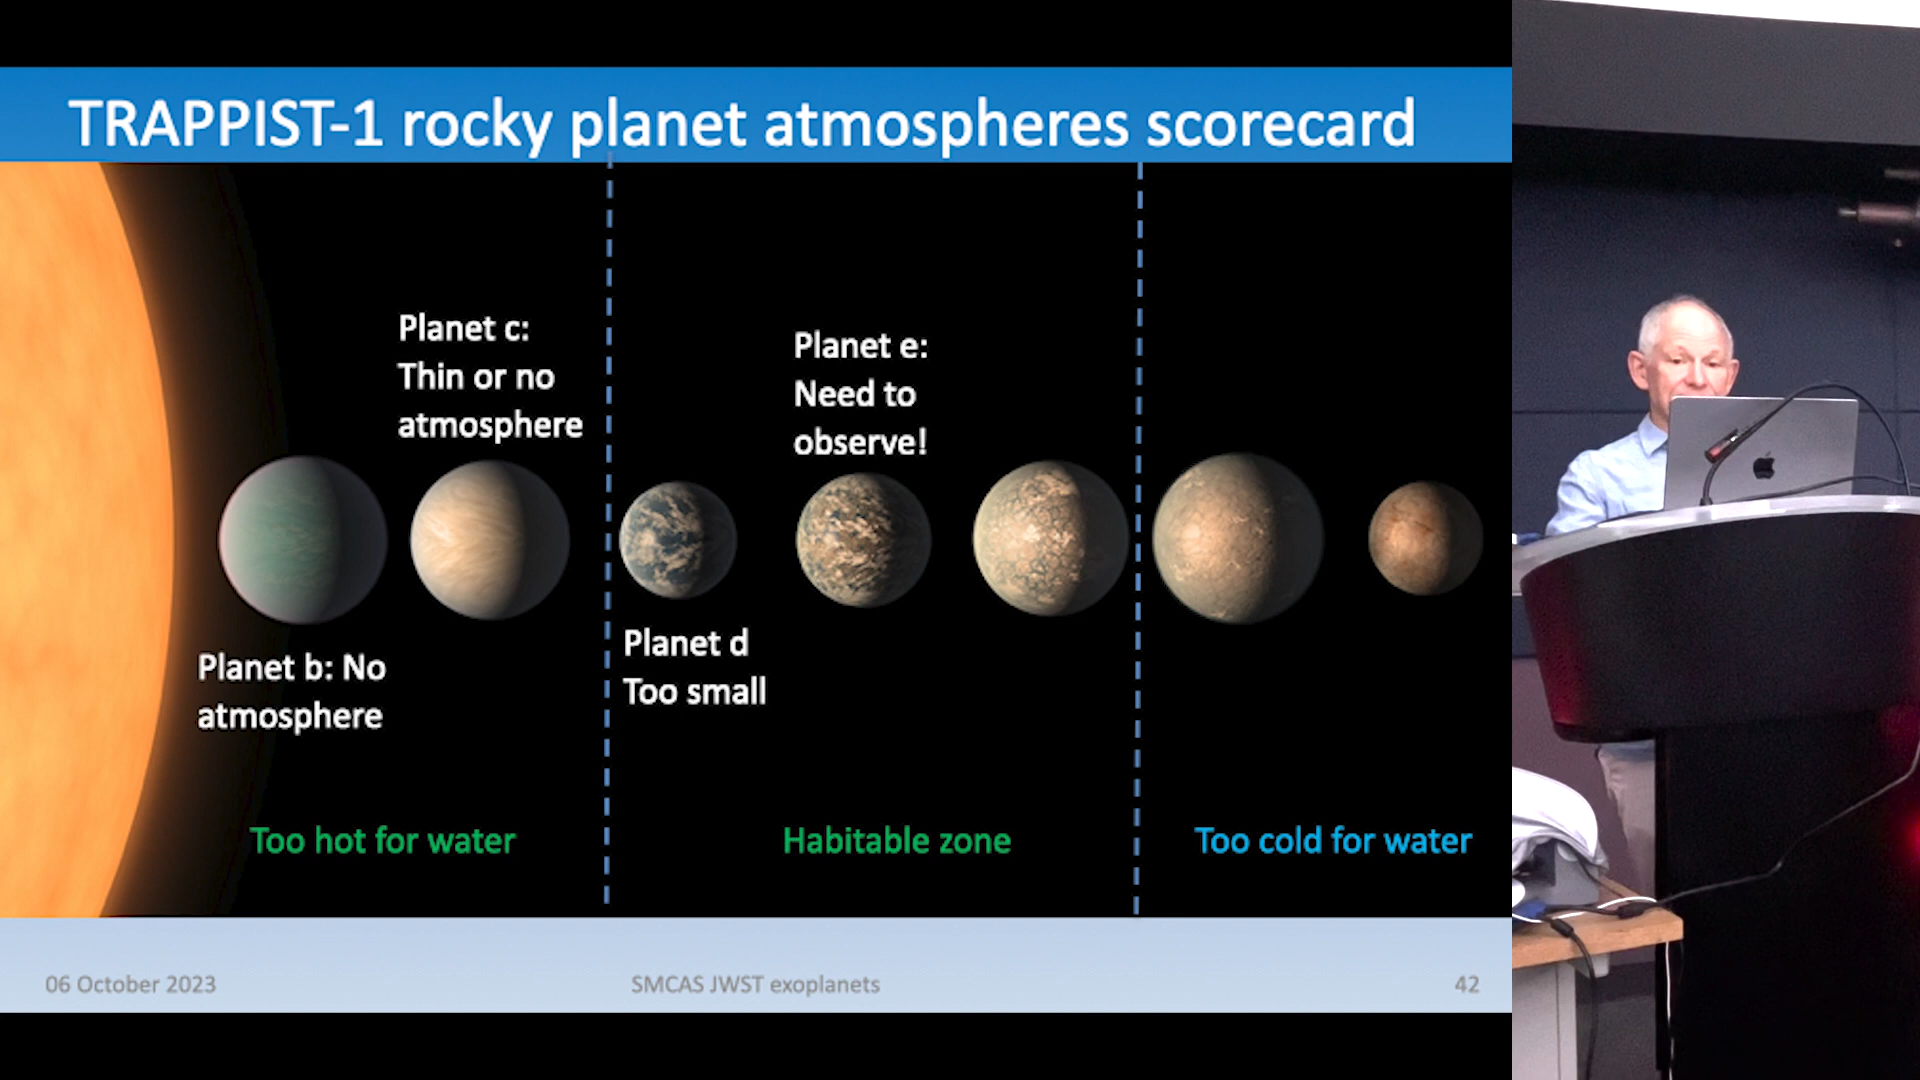 TRAPPIST-1 rocky planet atmospheres scorecard
Planet c:
Thin or no
atmosphere
Planet e:
Need to
observe!
Planet b: No
atmosphere
Planet d
Too small
Too hot for water
Habitable zone
Too cold for water
06 October 2023
SMCAS JWST exoplanets
42